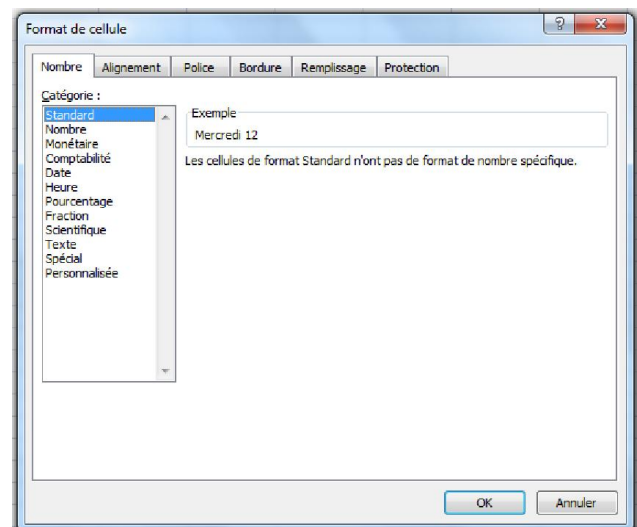 Format de cellule
Nombre Alignement Police Bordure Remplissage Protection
Catégorie :
Standard
Nombre
Monétaire
Comptabilité
Date
Heure
Pourcentage
Fraction
Scientifique
Texte
Spécial
Personnalisée
Exemple
Mercredi 12
Les cellules de format Standard n'ont pas de format de nombre spécifique.
OK Annuler